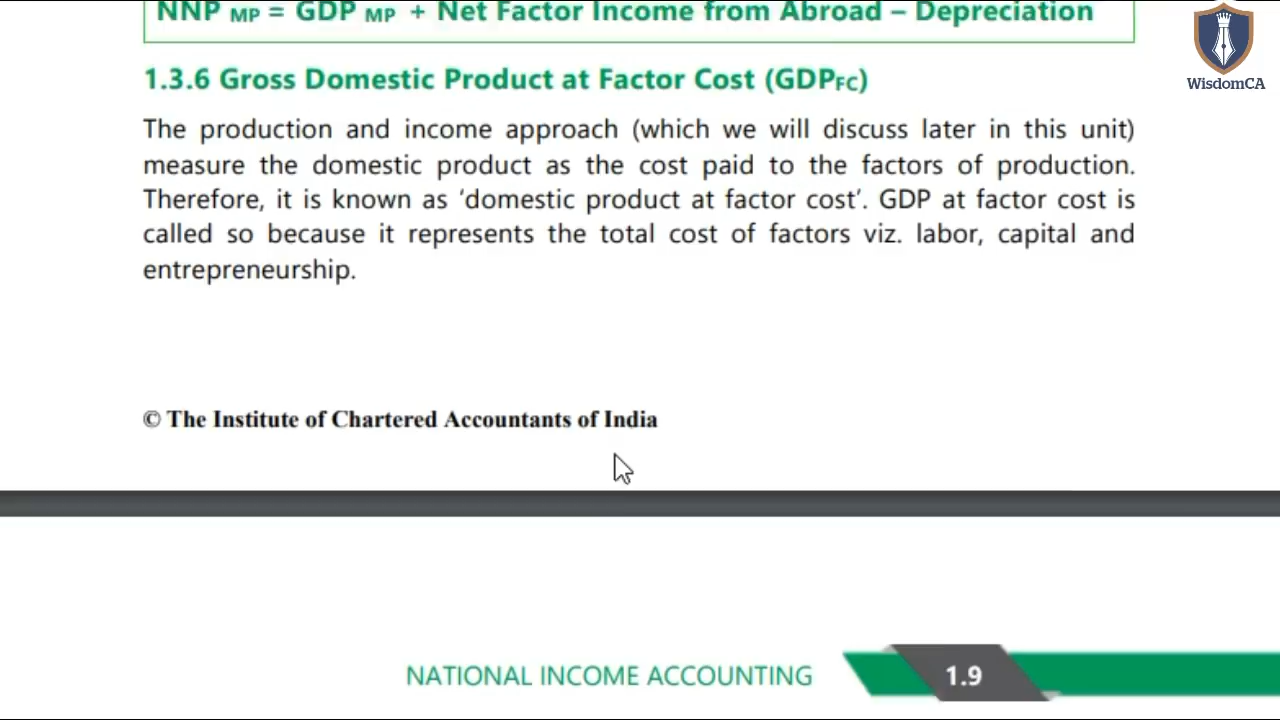 NNP MP = GDP MP + Net Factor Income from Abroad – Depreciation
WisdomCA
1.3.6 Gross Domestic Product at Factor Cost (GDPFC)
The production and income approach (which we will discuss later in this unit)
measure the domestic product as the cost paid to the factors of production.
Therefore, it is known as ‘domestic product at factor cost’. GDP at factor cost is
called so because it represents the total cost of factors viz. labor, capital and
entrepreneurship.
© The Institute of Chartered Accountants of India
NATIONAL INCOME ACCOUNTING
1.9